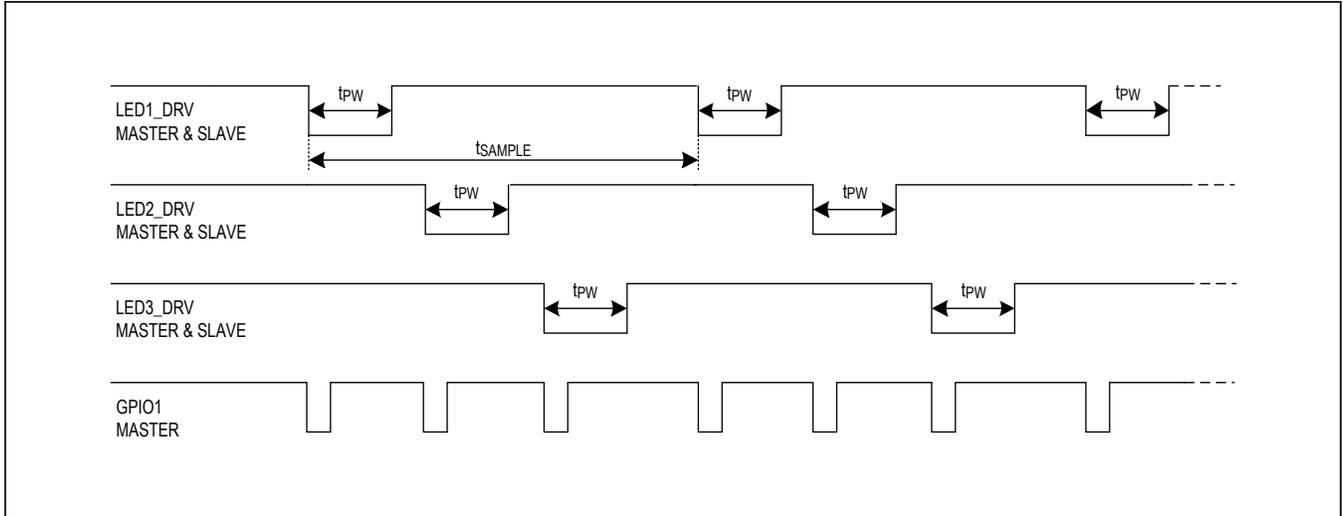 tPW
tPW
tPW
LED1_DRV
MASTER & SLAVE
tSAMPLE
tPW
tPW
LED2_DRV
MASTER & SLAVE
tPW
tPW
LED3_DRV
MASTER & SLAVE
GPIO1
MASTER